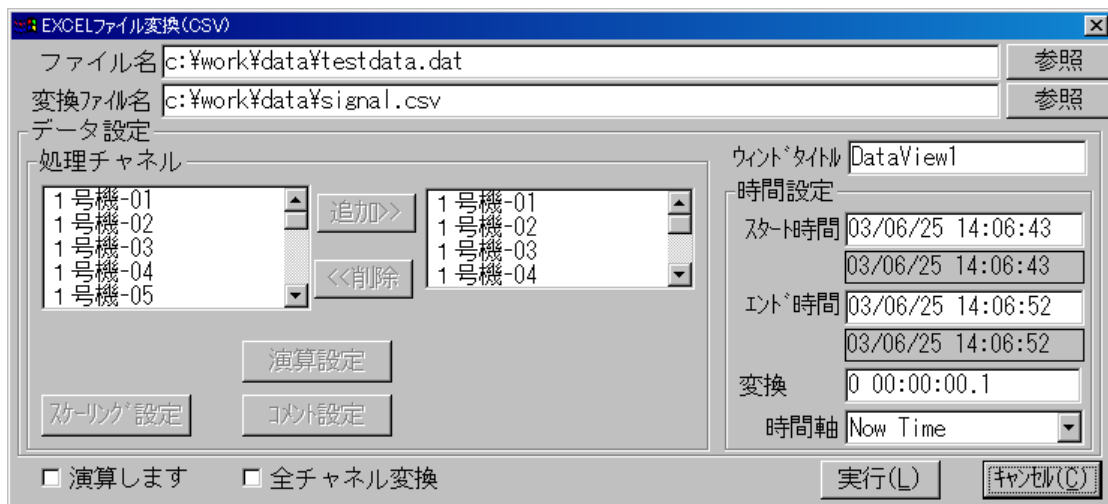 EXCELファイル変換(CSV)
ファイル名 c:¥work¥data¥testdata.dat 参照
変換ﾌｧｲﾙ名 c:¥work¥data¥signal.csv 参照
データ設定
処理チャネル
ｳｨﾝﾄﾞﾀｲﾄﾙ DataView1
1号機-01
1号機-02
1号機-03
1号機-04
1号機-05
追加>>
<<削除
1号機-01
1号機-02
1号機-03
1号機-04
演算設定
ｽｹｰﾘﾝｸﾞ設定
ｺﾒﾝﾄ設定
時間設定
ｽﾀｰﾄ時間 03/06/25 14:06:43
03/06/25 14:06:43
ｴﾝﾄﾞ時間 03/06/25 14:06:52
03/06/25 14:06:52
変換 0 00:00:00.1
時間軸 Now Time
演算します
全チャネル変換
実行(L)
ｷｬﾝｾﾙ(C)